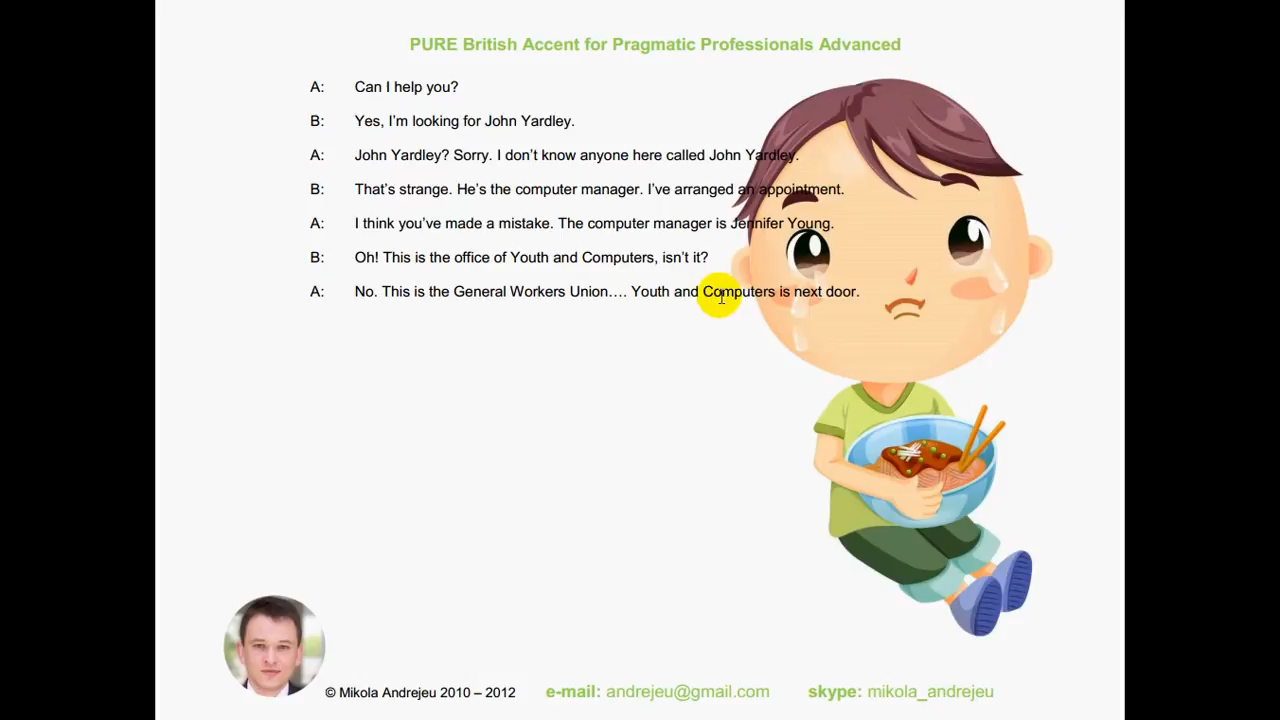 PURE British Accent for Pragmatic Professionals Advanced
A: Can I help you?
B: Yes, I’m looking for John Yardley.
A: John Yardley? Sorry. I don’t know anyone here called John Yardley.
B: That’s strange. He’s the computer manager. I’ve arranged an appointment.
A: I think you’ve made a mistake. The computer manager is Jennifer Young.
B: Oh! This is the office of Youth and Computers, isn’t it?
A: No. This is the General Workers Union…. Youth and Computers is next door.
© Mikola Andrejeu 2010 – 2012 e-mail: andrejeu@gmail.com skype: mikola_andrejeu